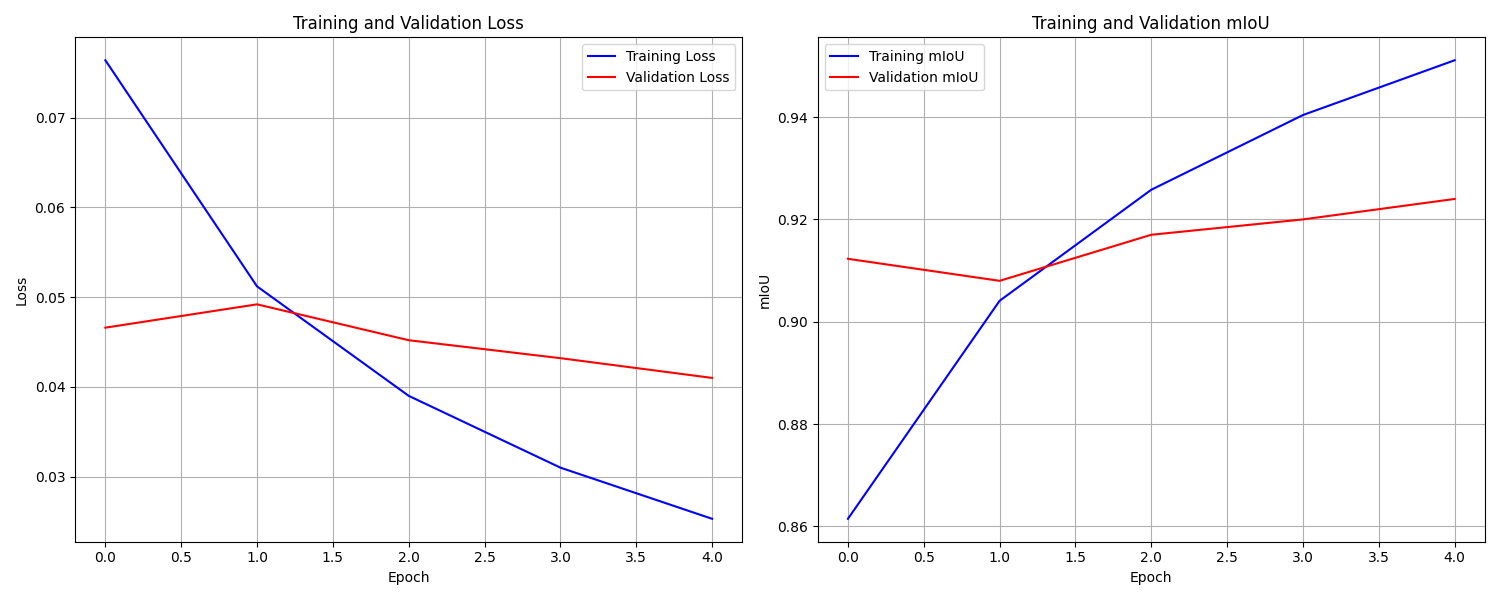 Training and Validation Loss
Training Loss
Validation Loss
0.07
0.06
0.05
0.04
0.03
Loss
0.0 0.5 1.0 1.5 2.0 2.5 3.0 3.5 4.0
Epoch
Training and Validation mIoU
Training mIoU
Validation mIoU
0.94
0.92
0.90
0.88
0.86
mIoU
0.0 0.5 1.0 1.5 2.0 2.5 3.0 3.5 4.0
Epoch